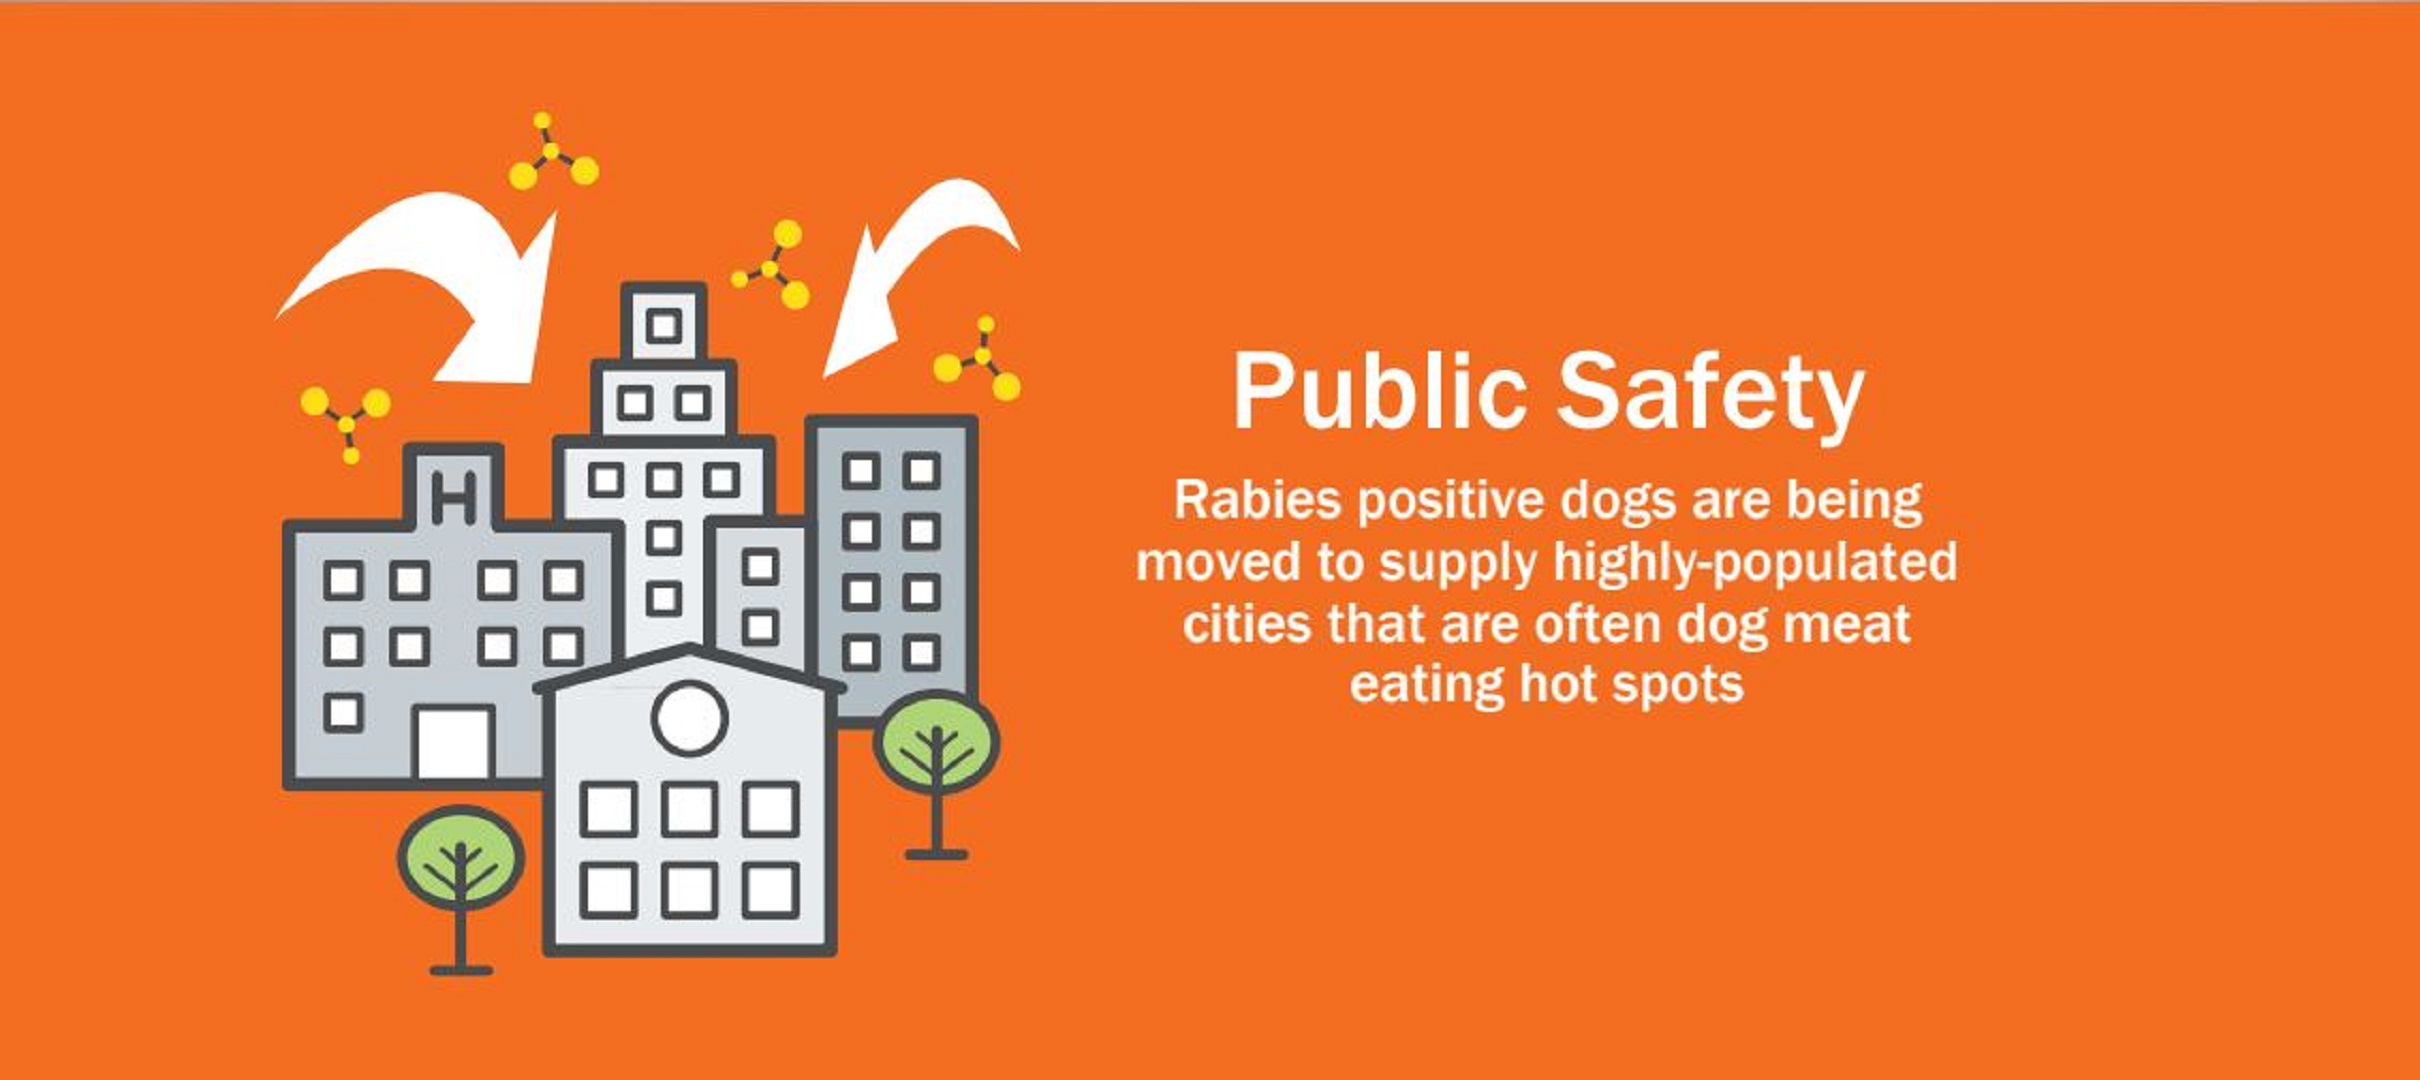 H
Public Safety
Rabies positive dogs are being
moved to supply highly-populated
cities that are often dog meat
eating hot spots